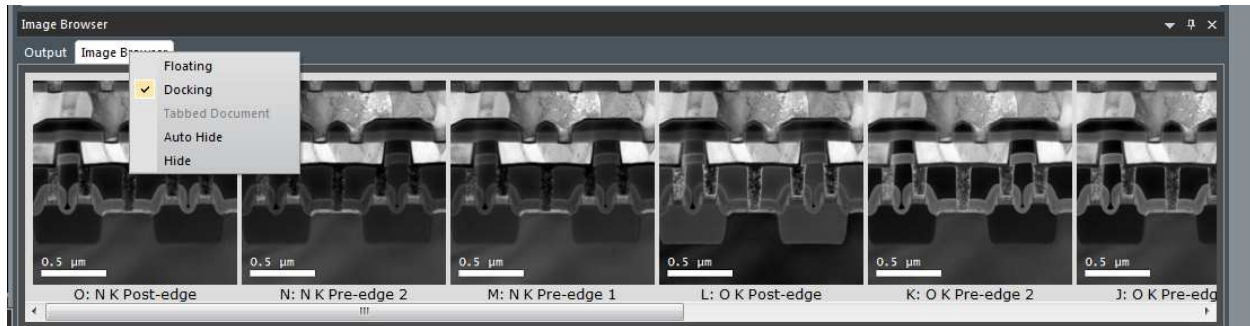 Image Browser
Output Image Browser
Floating
Docking
Tabbed Document
Auto Hide
Hide
0.5 µm 0.5 µm 0.5 µm 0.5 µm 0.5 µm 0.5 µm
O: N K Post-edge N: N K Pre-edge 2 M: N K Pre-edge 1 L: O K Post-edge K: O K Pre-edge 2 J: O K Pre-edg